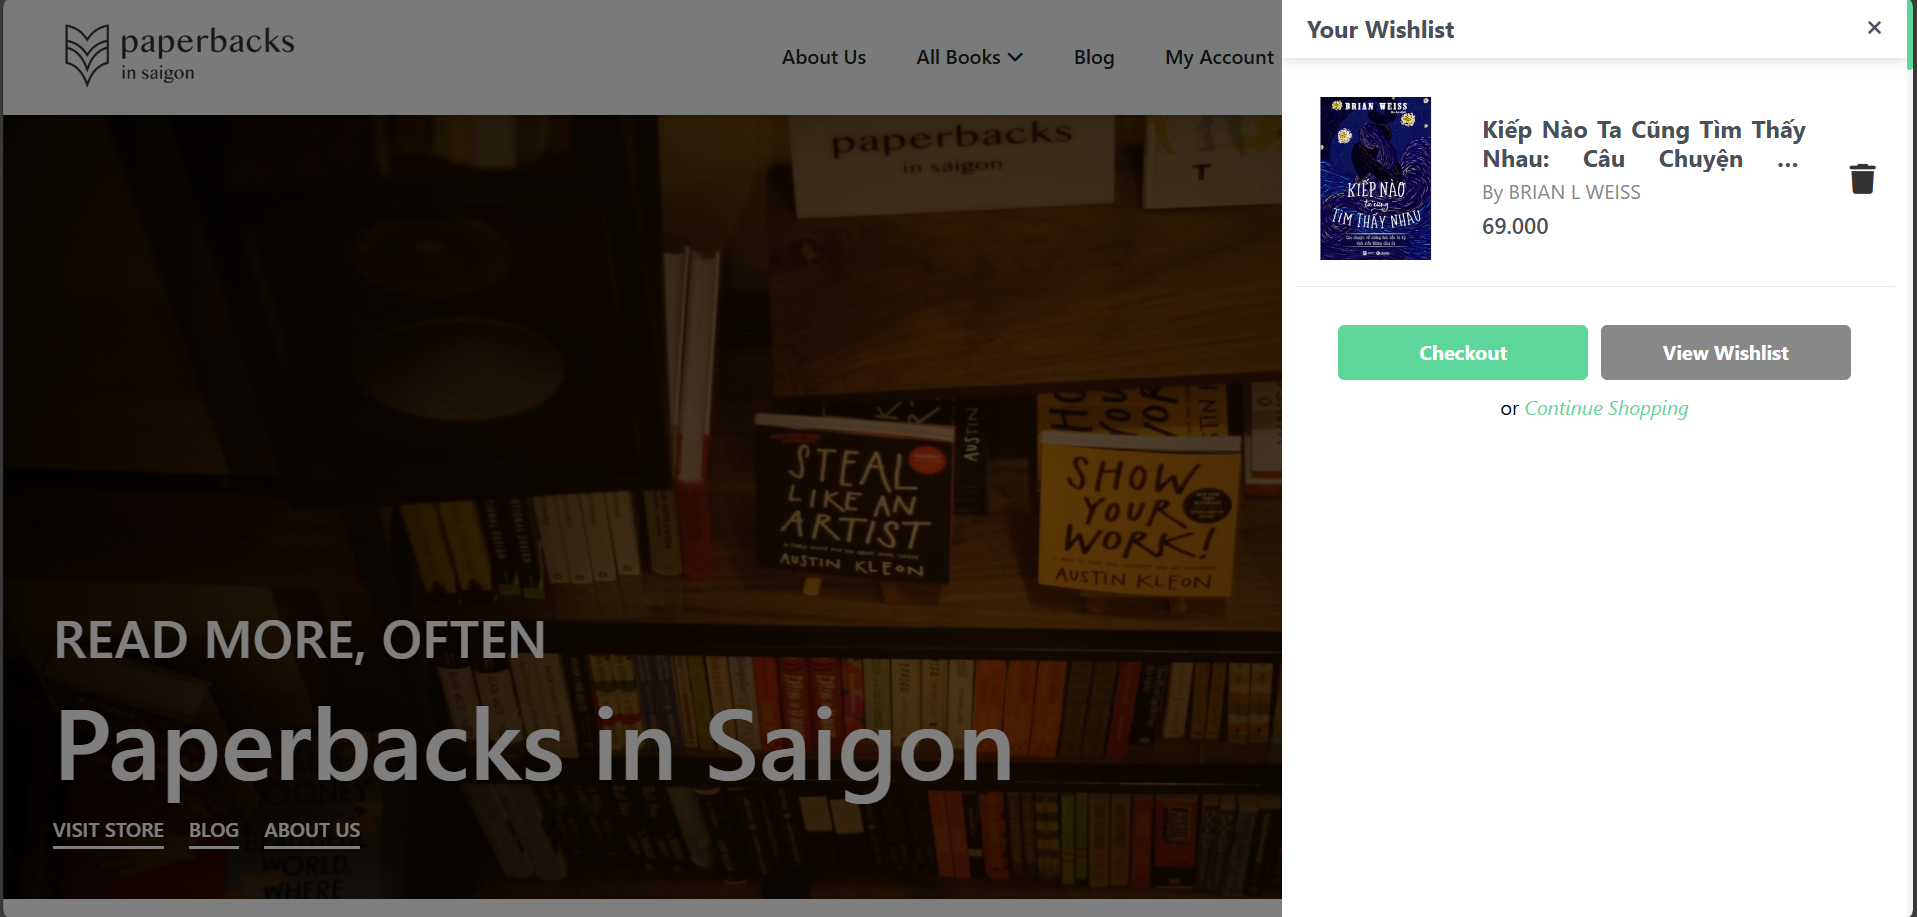 paperbacks
in saigon
About Us
All Books
Blog
My Account
Your Wishlist
BRIAN WEISS
KIẾP NÀO
ta cũng
TÌM THẤY NHAU
Kiếp Nào Ta Cũng Tìm Thấy
Nhau: Câu Chuyện ...
By BRIAN L WEISS
69.000
Checkout
View Wishlist
or Continue Shopping
paperbacks
in saigon
T
STEAL
LIKE AN
ARTIST
AUSTIN KLEON
AUSTIN
SHOW
YOUR
WORK!
AUSTIN KLEON
READ MORE, OFTEN
Paperbacks in Saigon
VISIT STORE
BLOG
ABOUT US
WORLD,
WHERE